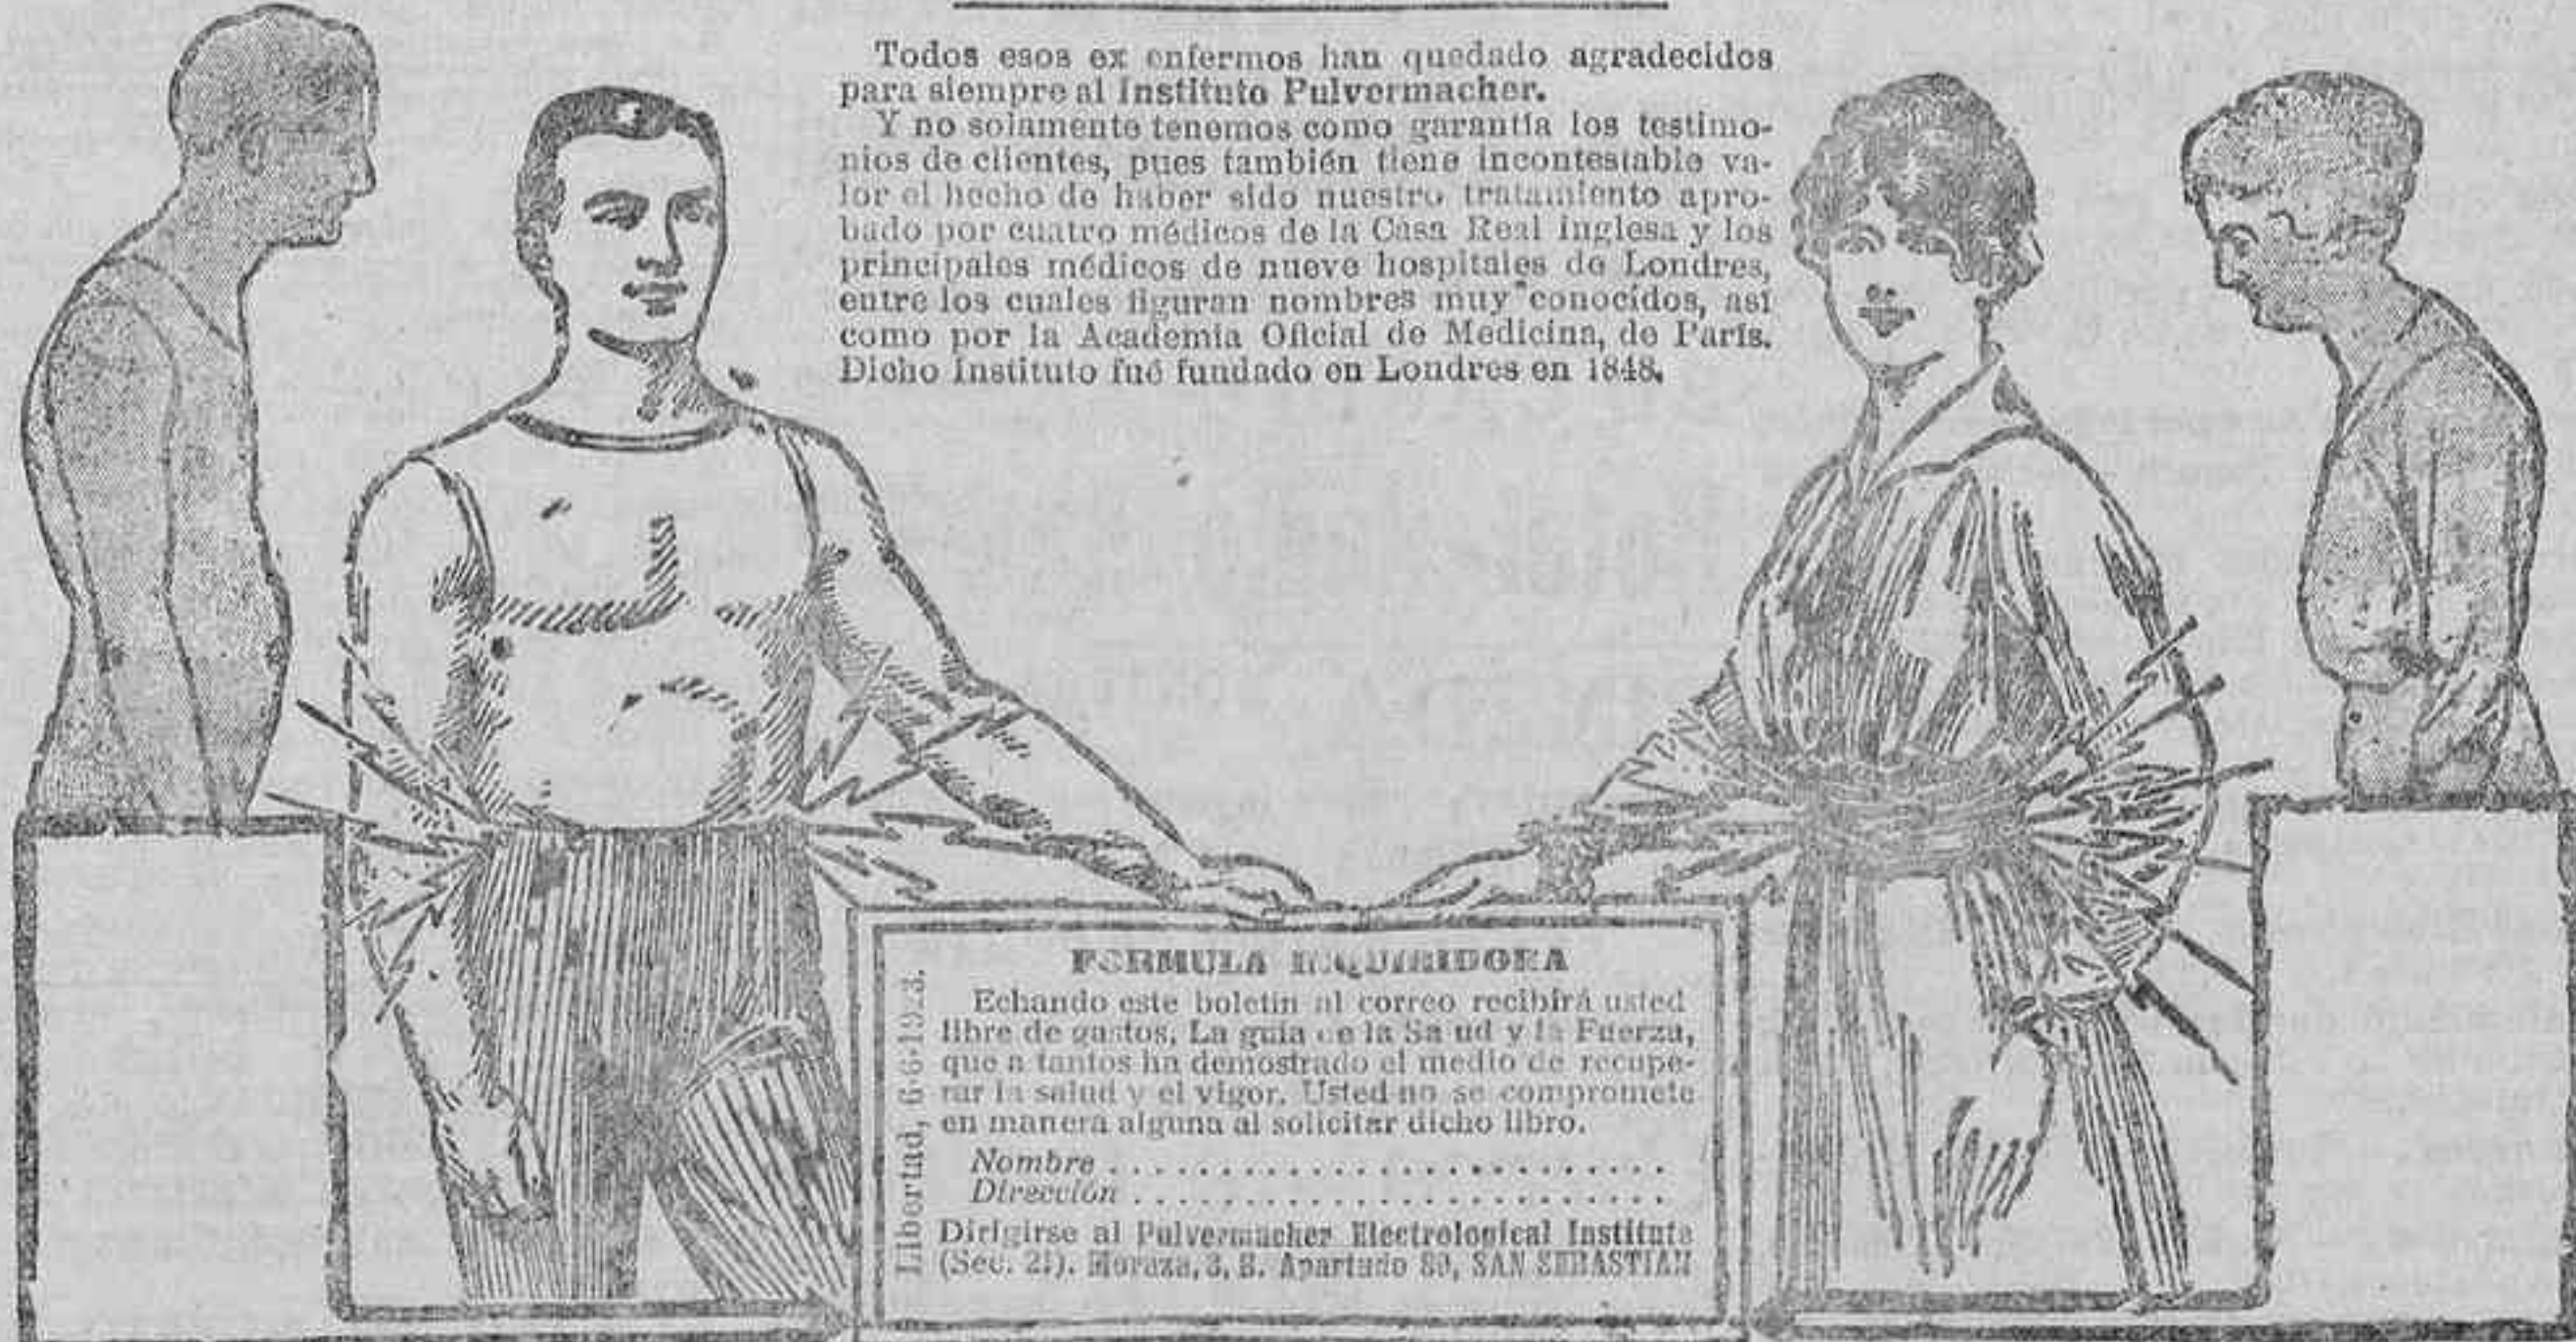 Todos esos ex enfermos han quedado agradecidos
para siempre al Instituto Pulvermacher.
Y no solamente tenemos como garantía los testimo-
nios de clientes, pues también tiene incontestable va-
lor el hecho de haber sido nuestro tratamiento apro-
bado por cuatro médicos de la Casa Real inglesa y los
principales médicos de nueve hospitales de Londres,
entre los cuales figuran nombres muy conocidos, así
como por la Academia Oficial de Medicina, de París.
Dicho Instituto fué fundado en Londres en 1848.
FORMULA
Echando este boletín al correo recibirá usted
libre de gastos, La guía de la Salud y la Fuerza,
que a tantos ha demostrado el medio de recupe-
rar la salud y el vigor. Usted no se compromete
en manera alguna al solicitar dicho libro.
Nombre
Dirección
Dirigirse al Pulvermacher Electrological Institute
(Sec. Moraza, 3, Apartado SAN SEBASTIAN
Libertad, 6-6-1923.